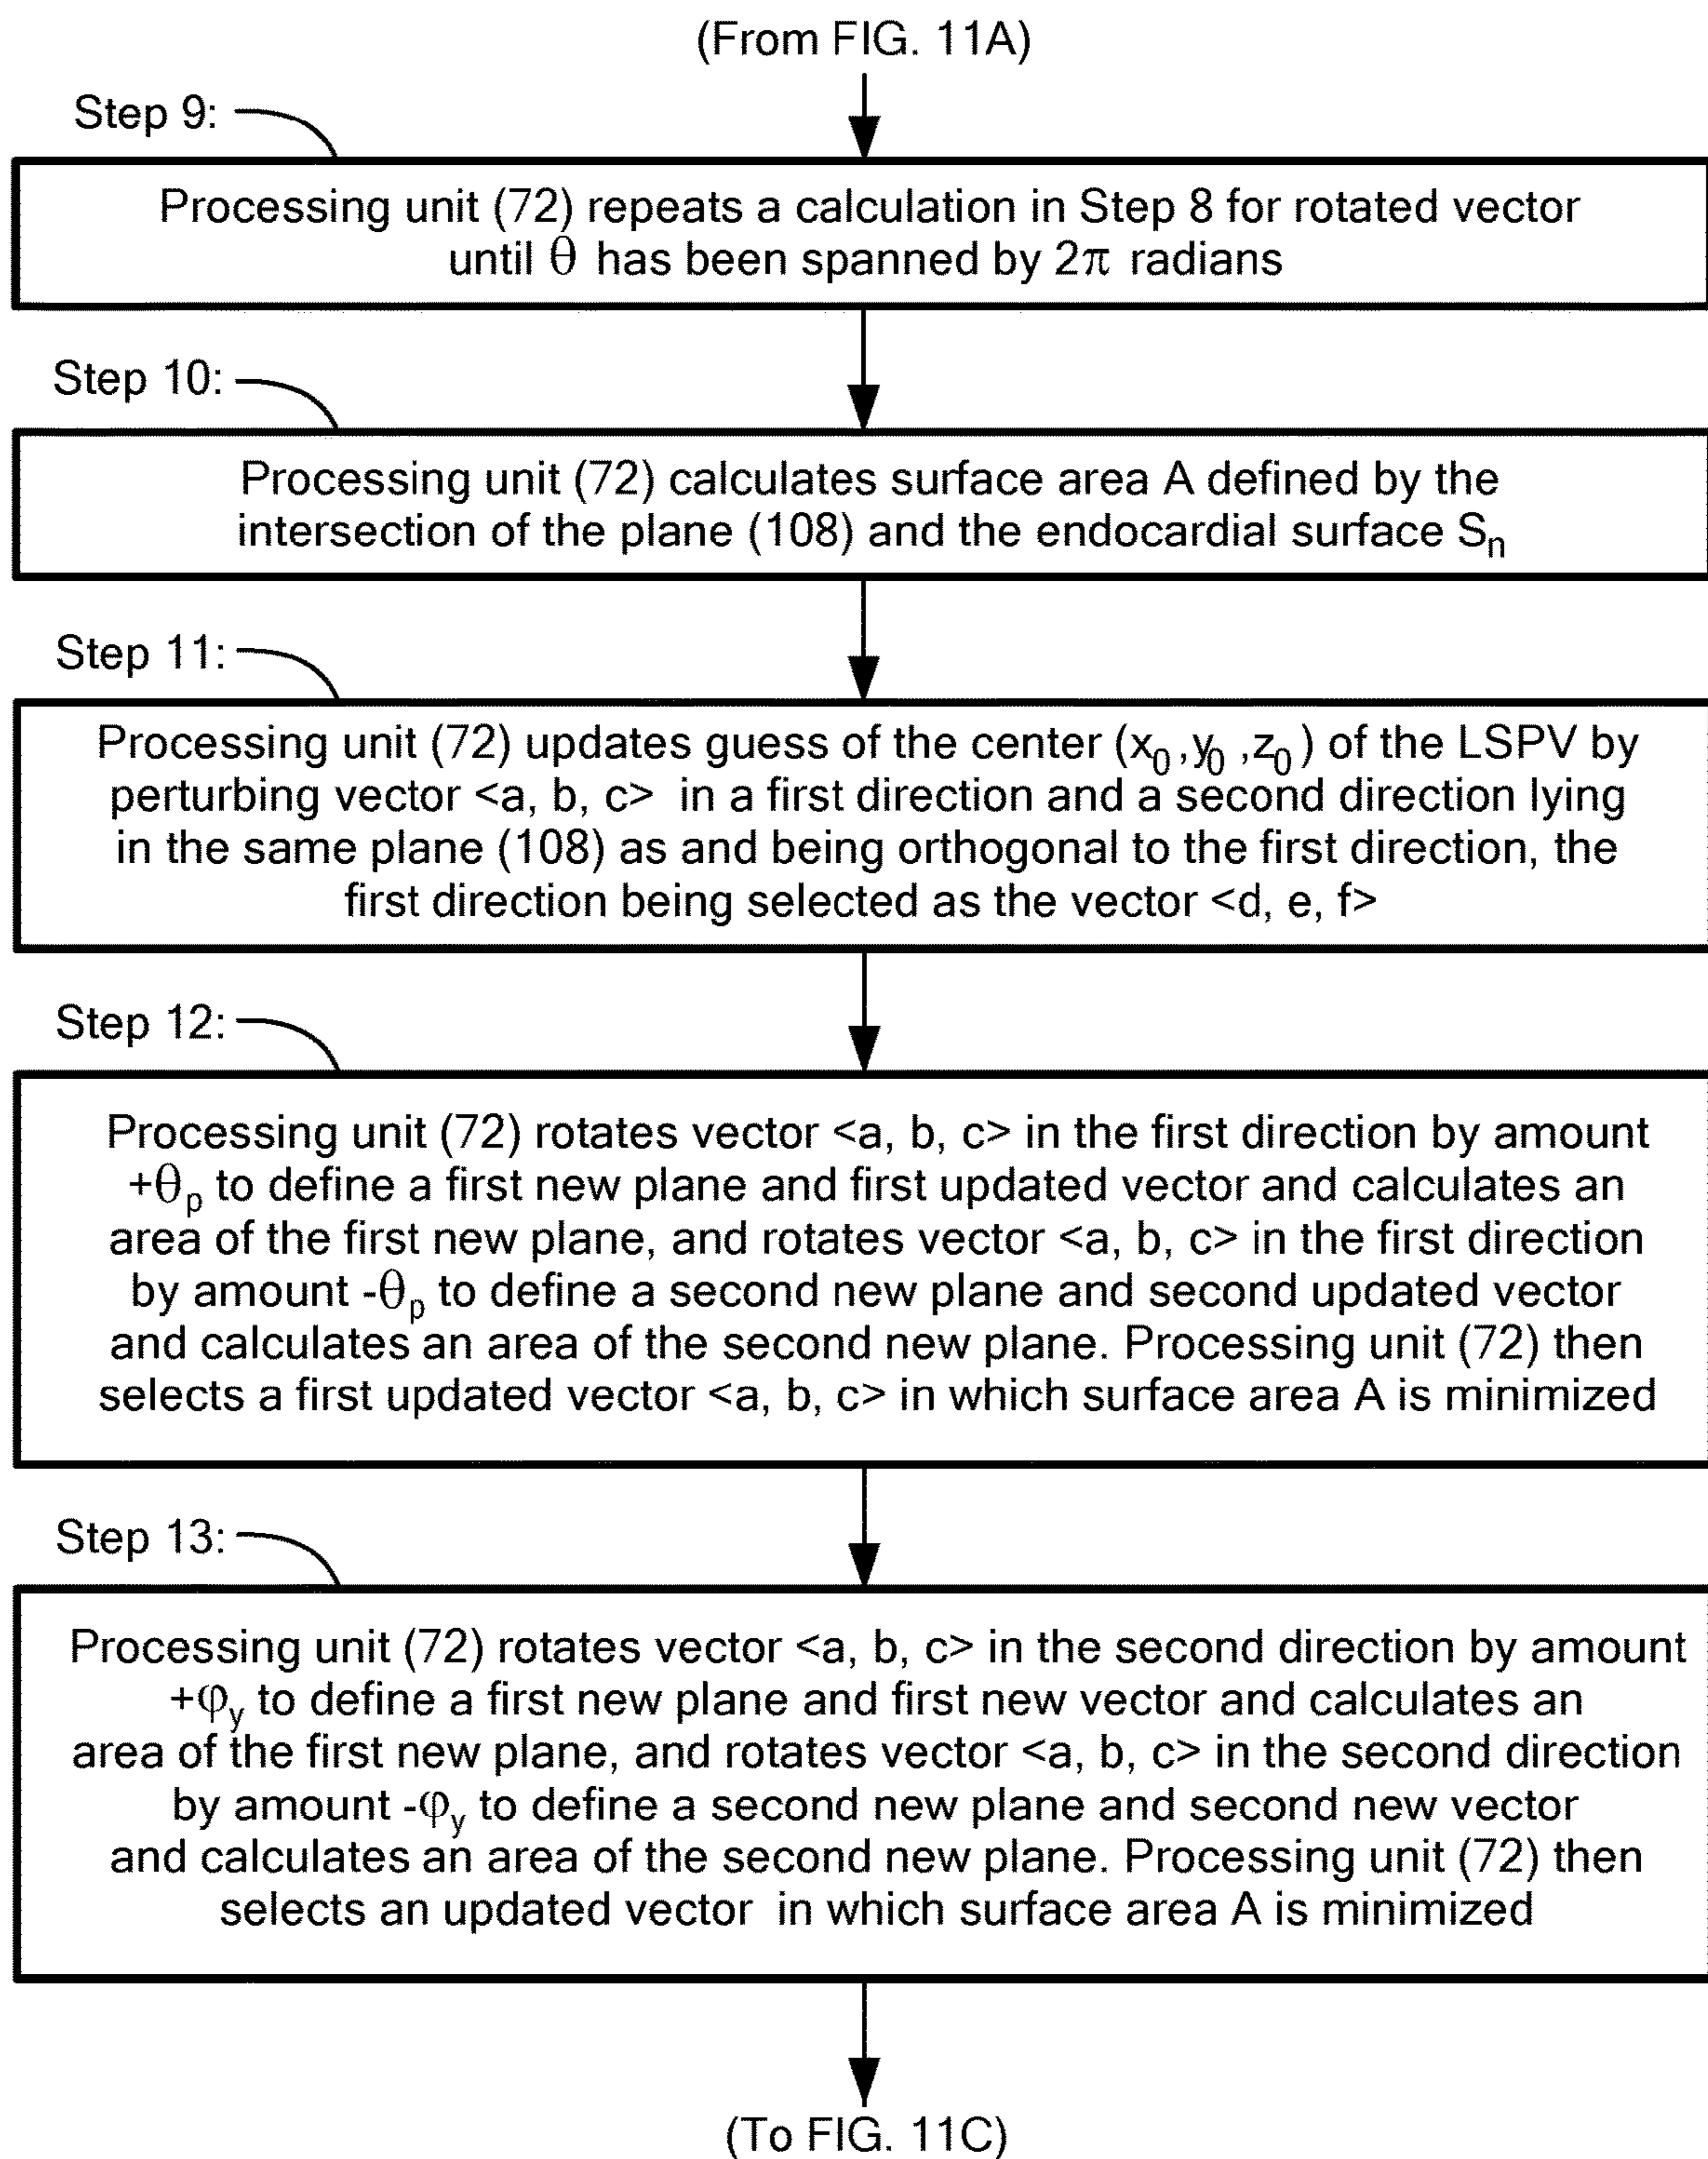 (From FIG. 11A)
Step 9:
Processing unit (72) repeats a calculation in Step 8 for rotated vector
until θ has been spanned by 2π radians
Step 10:
Processing unit (72) calculates surface area A defined by the
intersection of the plane (108) and the endocardial surface Sₙ
Step 11:
Processing unit (72) updates guess of the center (x₀,y₀,z₀) of the LSPV by
perturbing vector <a, b, c> in a first direction and a second direction lying
in the same plane (108) as and being orthogonal to the first direction, the
first direction being selected as the vector <d, e, f>
Step 12:
Processing unit (72) rotates vector <a, b, c> in the first direction by amount
+θₚ to define a first new plane and first updated vector and calculates an
area of the first new plane, and rotates vector <a, b, c> in the first direction
by amount -θₚ to define a second new plane and second updated vector
and calculates an area of the second new plane. Processing unit (72) then
selects a first updated vector <a, b, c> in which surface area A is minimized
Step 13:
Processing unit (72) rotates vector <a, b, c> in the second direction by amount
+φy to define a first new plane and first new vector and calculates an
area of the first new plane, and rotates vector <a, b, c> in the second direction
by amount -φy to define a second new plane and second new vector
and calculates an area of the second new plane. Processing unit (72) then
selects an updated vector in which surface area A is minimized
(To FIG. 11C)